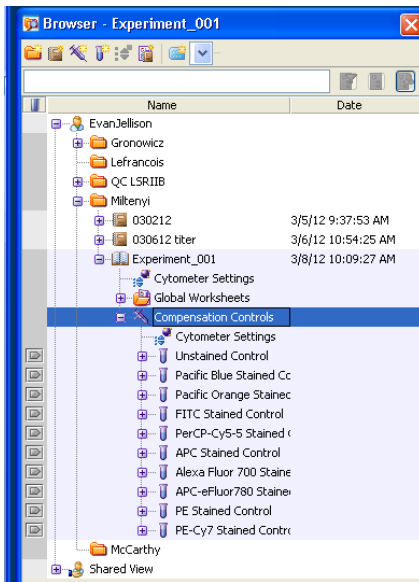 Browser - Experiment_001
Name Date
EvanJellison
Gronowicz
Lefrancois
QC LSRIIB
Miltenyi
030212 3/5/12 9:37:53 AM
030612 titer 3/6/12 10:54:25 AM
Experiment_001 3/8/12 10:09:27 AM
Cytometer Settings
Global Worksheets
Compensation Controls
Cytometer Settings
Unstained Control
Pacific Blue Stained Cc
Pacific Orange Stained
FITC Stained Control
PerCP-Cy5-5 Stained (
APC Stained Control
Alexa Fluor 700 Staine
APC-eFluor780 Stained
PE Stained Control
PE-Cy7 Stained Contro
McCarthy
Shared View